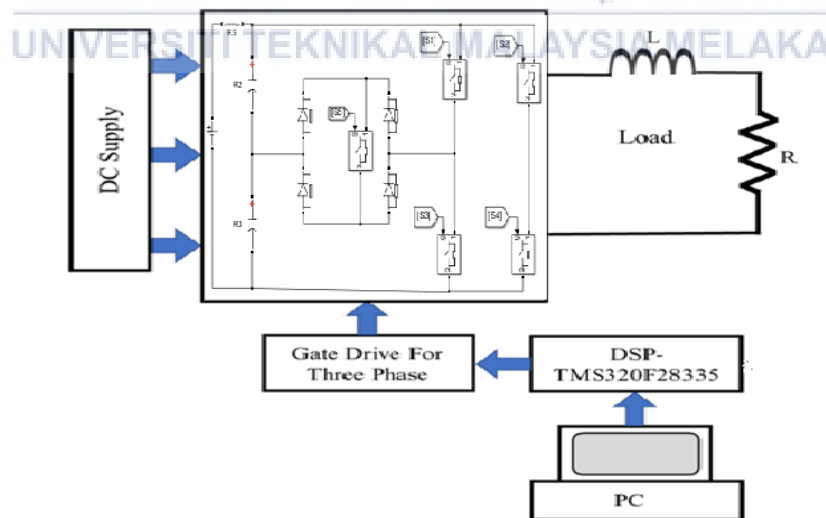 UNIVERSITI TEKNIKAL MALAYSIA MELAKA
R2
R3
[S1]
[S2]
[S3]
[S4]
DC Supply
L
Load
R
Gate Drive For
Three Phase
DSP-
TMS320F28335
PC